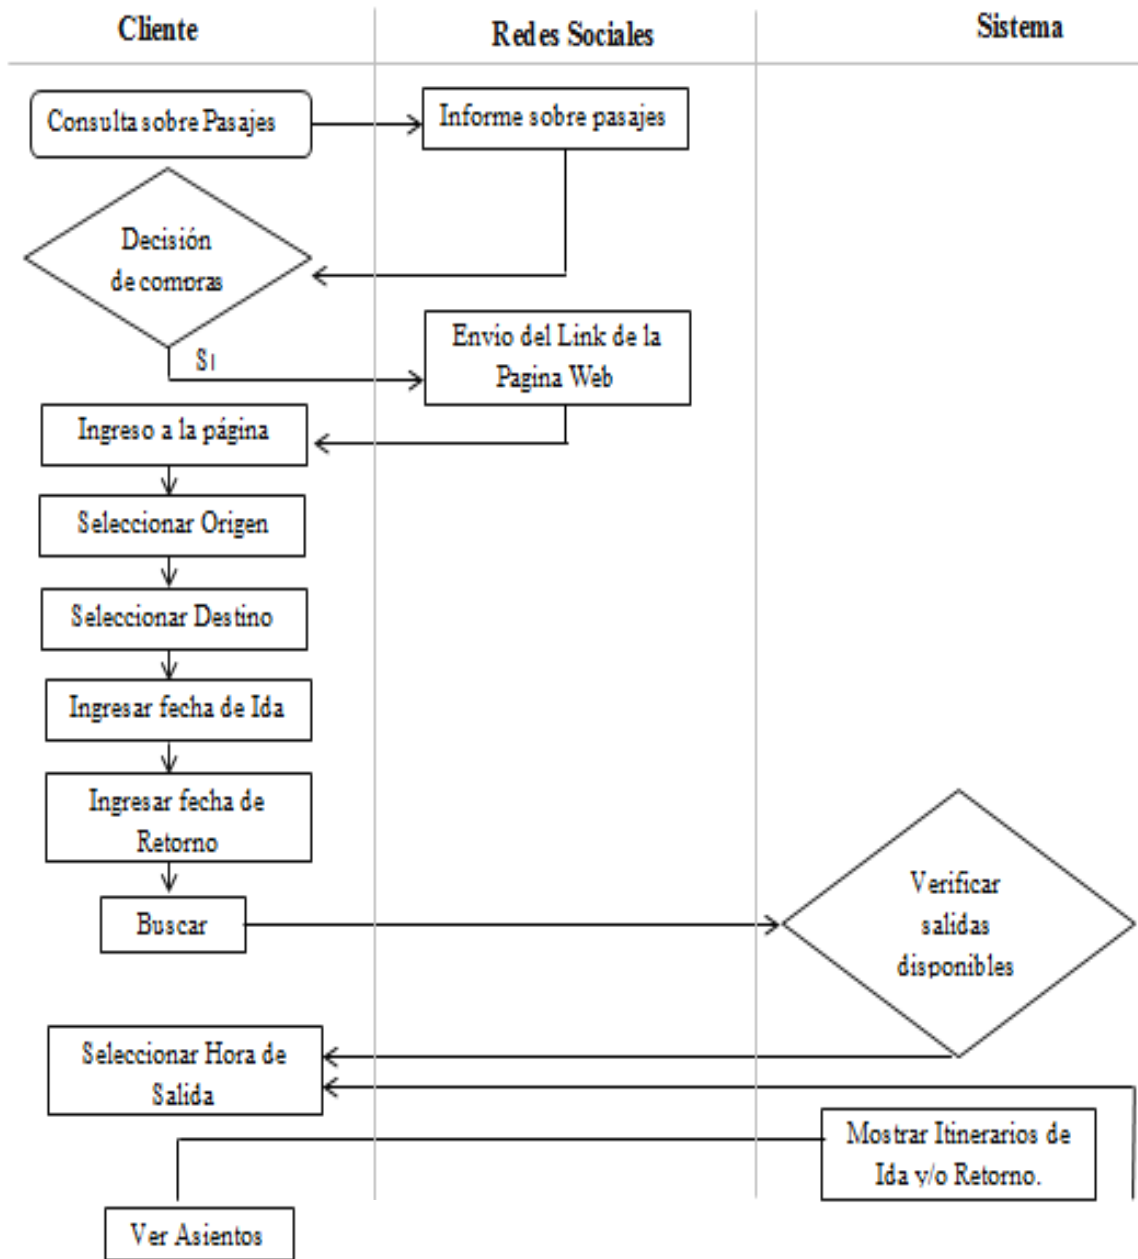 Cliente
Redes Sociales
Sistema
Consulta sobre Pasajes
Informe sobre pasajes
Decisión
de compras
Si
Envio del Link de la
Pagina Web
Ingreso a la página
Seleccionar Origen
Seleccionar Destino
Ingresar fecha de Ida
Ingresar fecha de
Retorno
Buscar
Verificar
salidas
disponibles
Seleccionar Hora de
Salida
Mostrar Itinerarios de
Ida y/o Retorno.
Ver Asientos